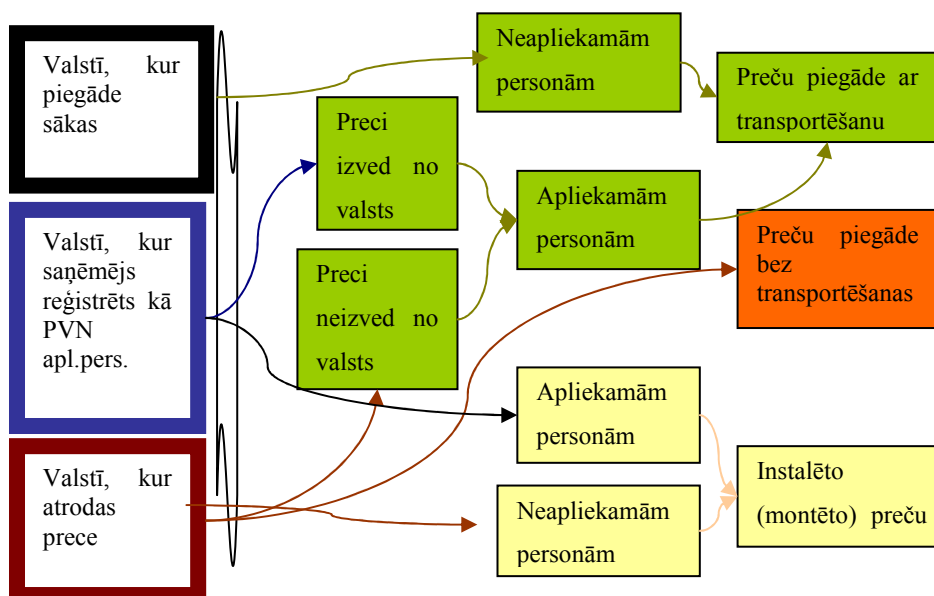 Valstī, kur
piegāde
sākas
Valstī, kur
saņēmējs
reģistrēts kā
PVN
apl.pers.
Valstī, kur
atrodas
prece
Preci
izved no
valsts
Preci
neizved no
valsts
Neapliekamām
personām
Apliekamām
personām
Apliekamām
personām
Neapliekamām
personām
Preču piegāde ar
transportēšanu
Preču piegāde
bez
transportēšanas
Instalēto
(montēto) preču